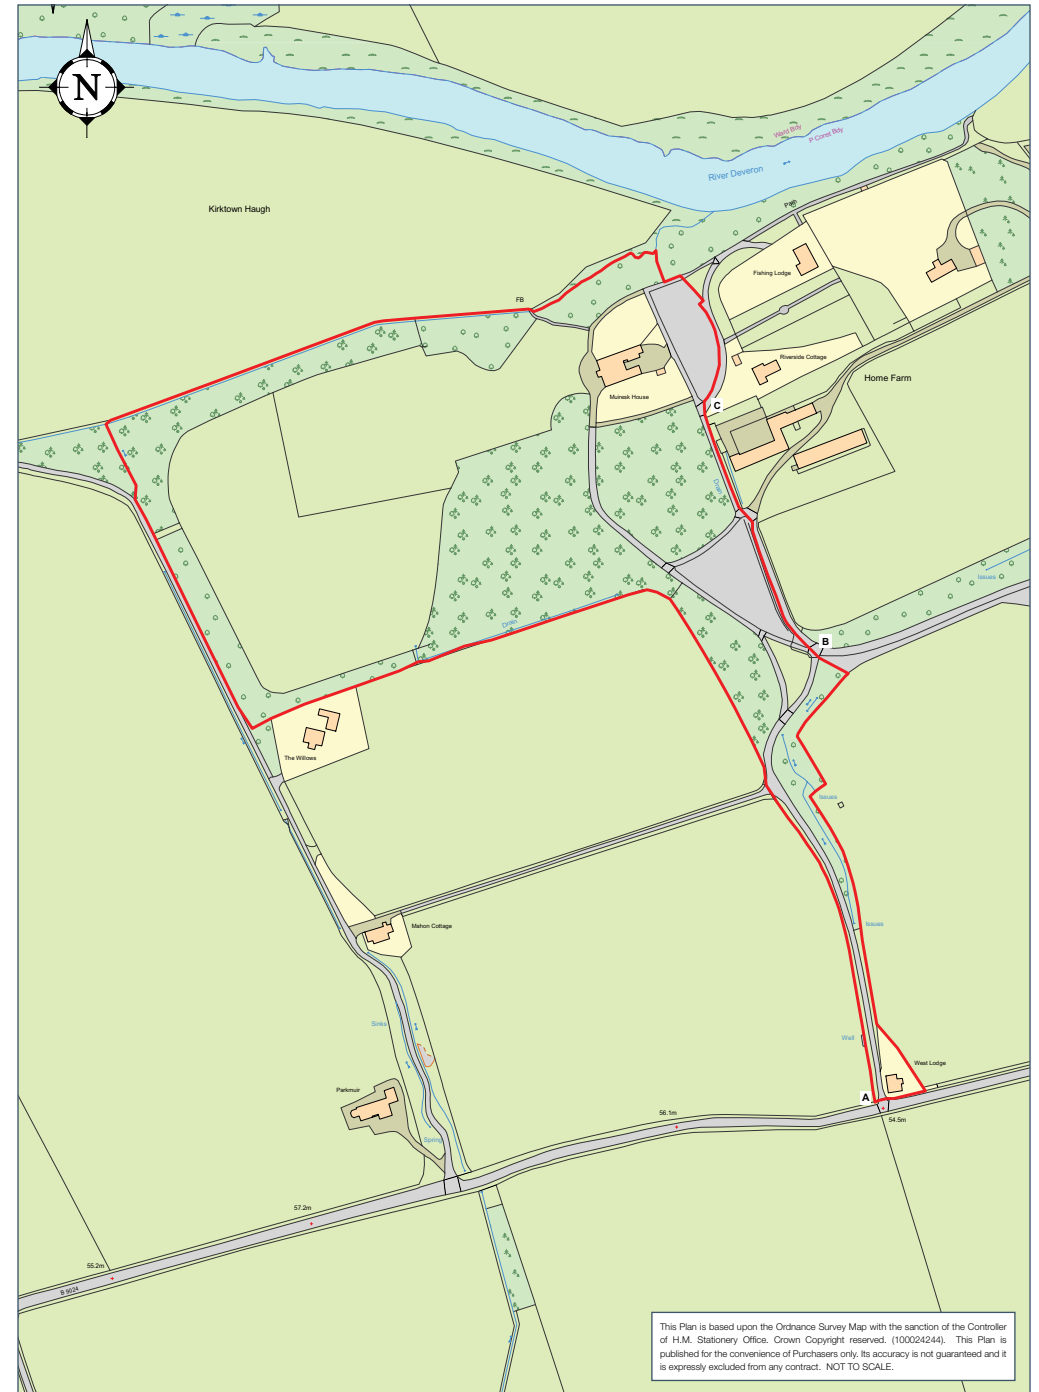 N
Ward Bdy
P Const Bdy
River Deveron
Kirktown Haugh
Path
Fishing Lodge
FB
Riverside Cottage
Home Farm
Muiresk House
C
Drain
Issues
Drain
B
The Willows
Issues
Mahon Cottage
Issues
Sinks
Well
West Lodge
Parkmuir
A
56.1m
54.5m
Spring
57.2m
55.2m
B 9024
This Plan is based upon the Ordnance Survey Map with the sanction of the Controller
of H.M. Stationery Office. Crown Copyright reserved. (100024244). This Plan is
published for the convenience of Purchasers only. Its accuracy is not guaranteed and it
is expressly excluded from any contract. NOT TO SCALE.